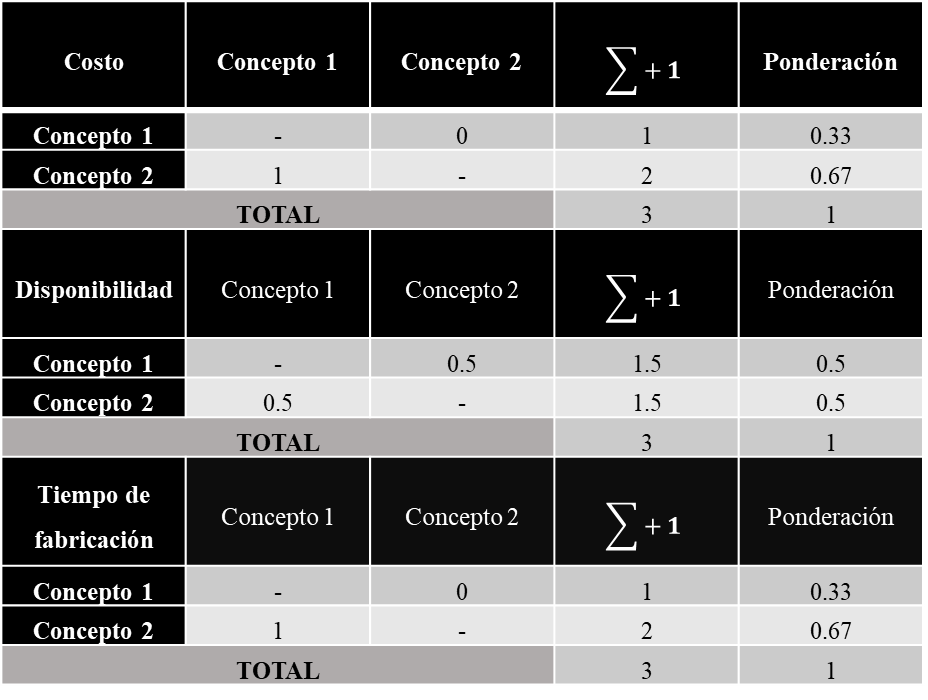 Costo Concepto 1 Concepto 2 ∑ + 1 Ponderación
Concepto 1 - 0 1 0.33
Concepto 2 1 - 2 0.67
TOTAL 3 1
Disponibilidad Concepto 1 Concepto 2 ∑ + 1 Ponderación
Concepto 1 - 0.5 1.5 0.5
Concepto 2 0.5 - 1.5 0.5
TOTAL 3 1
Tiempo de
fabricación Concepto 1 Concepto 2 ∑ + 1 Ponderación
Concepto 1 - 0 1 0.33
Concepto 2 1 - 2 0.67
TOTAL 3 1